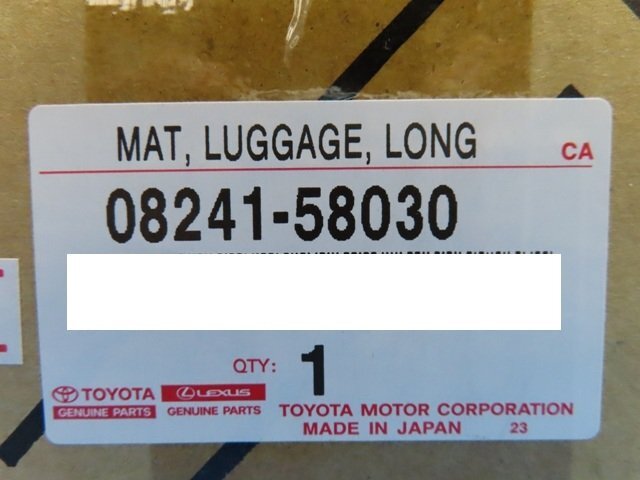 MAT, LUGGAGE, LONG
CA
08241-58030
QTY: 1
TOYOTA LEXUS
GENUINE PARTS GENUINE PARTS
TOYOTA MOTOR CORPORATION
MADE IN JAPAN 23